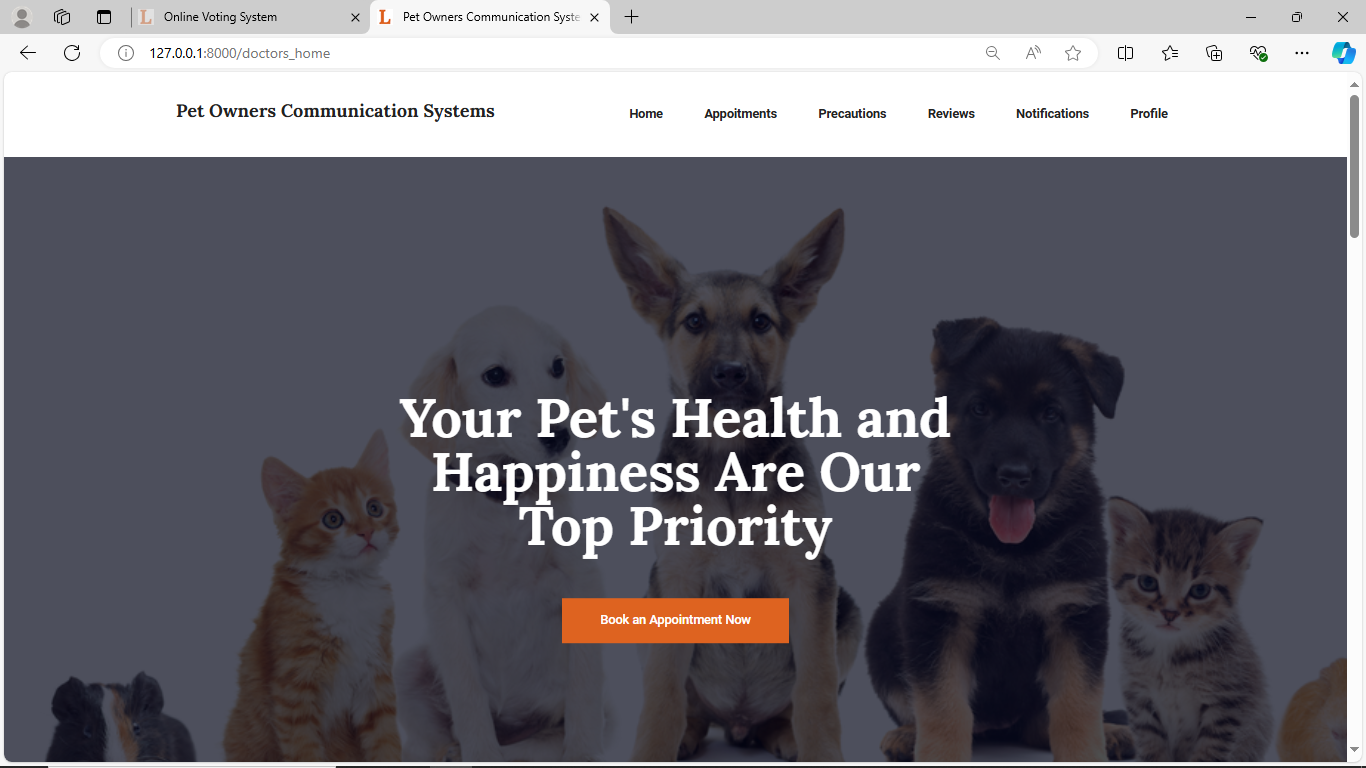 Online Voting System
Pet Owners Communication Syste
127.0.0.1:8000/doctors_home
Pet Owners Communication Systems
Home Appoitments Precautions Reviews Notifications Profile
Your Pet's Health and
Happiness Are Our
Top Priority
Book an Appointment Now